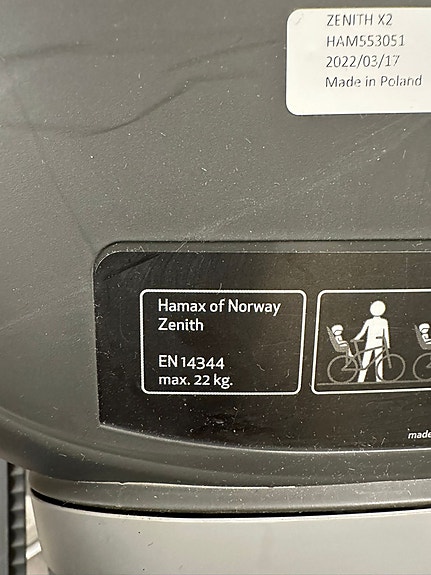 ZENITH X2
HAM553051
2022/03/17
Made in Poland
Hamax of Norway
Zenith
EN 14344
max. 22 kg.
made